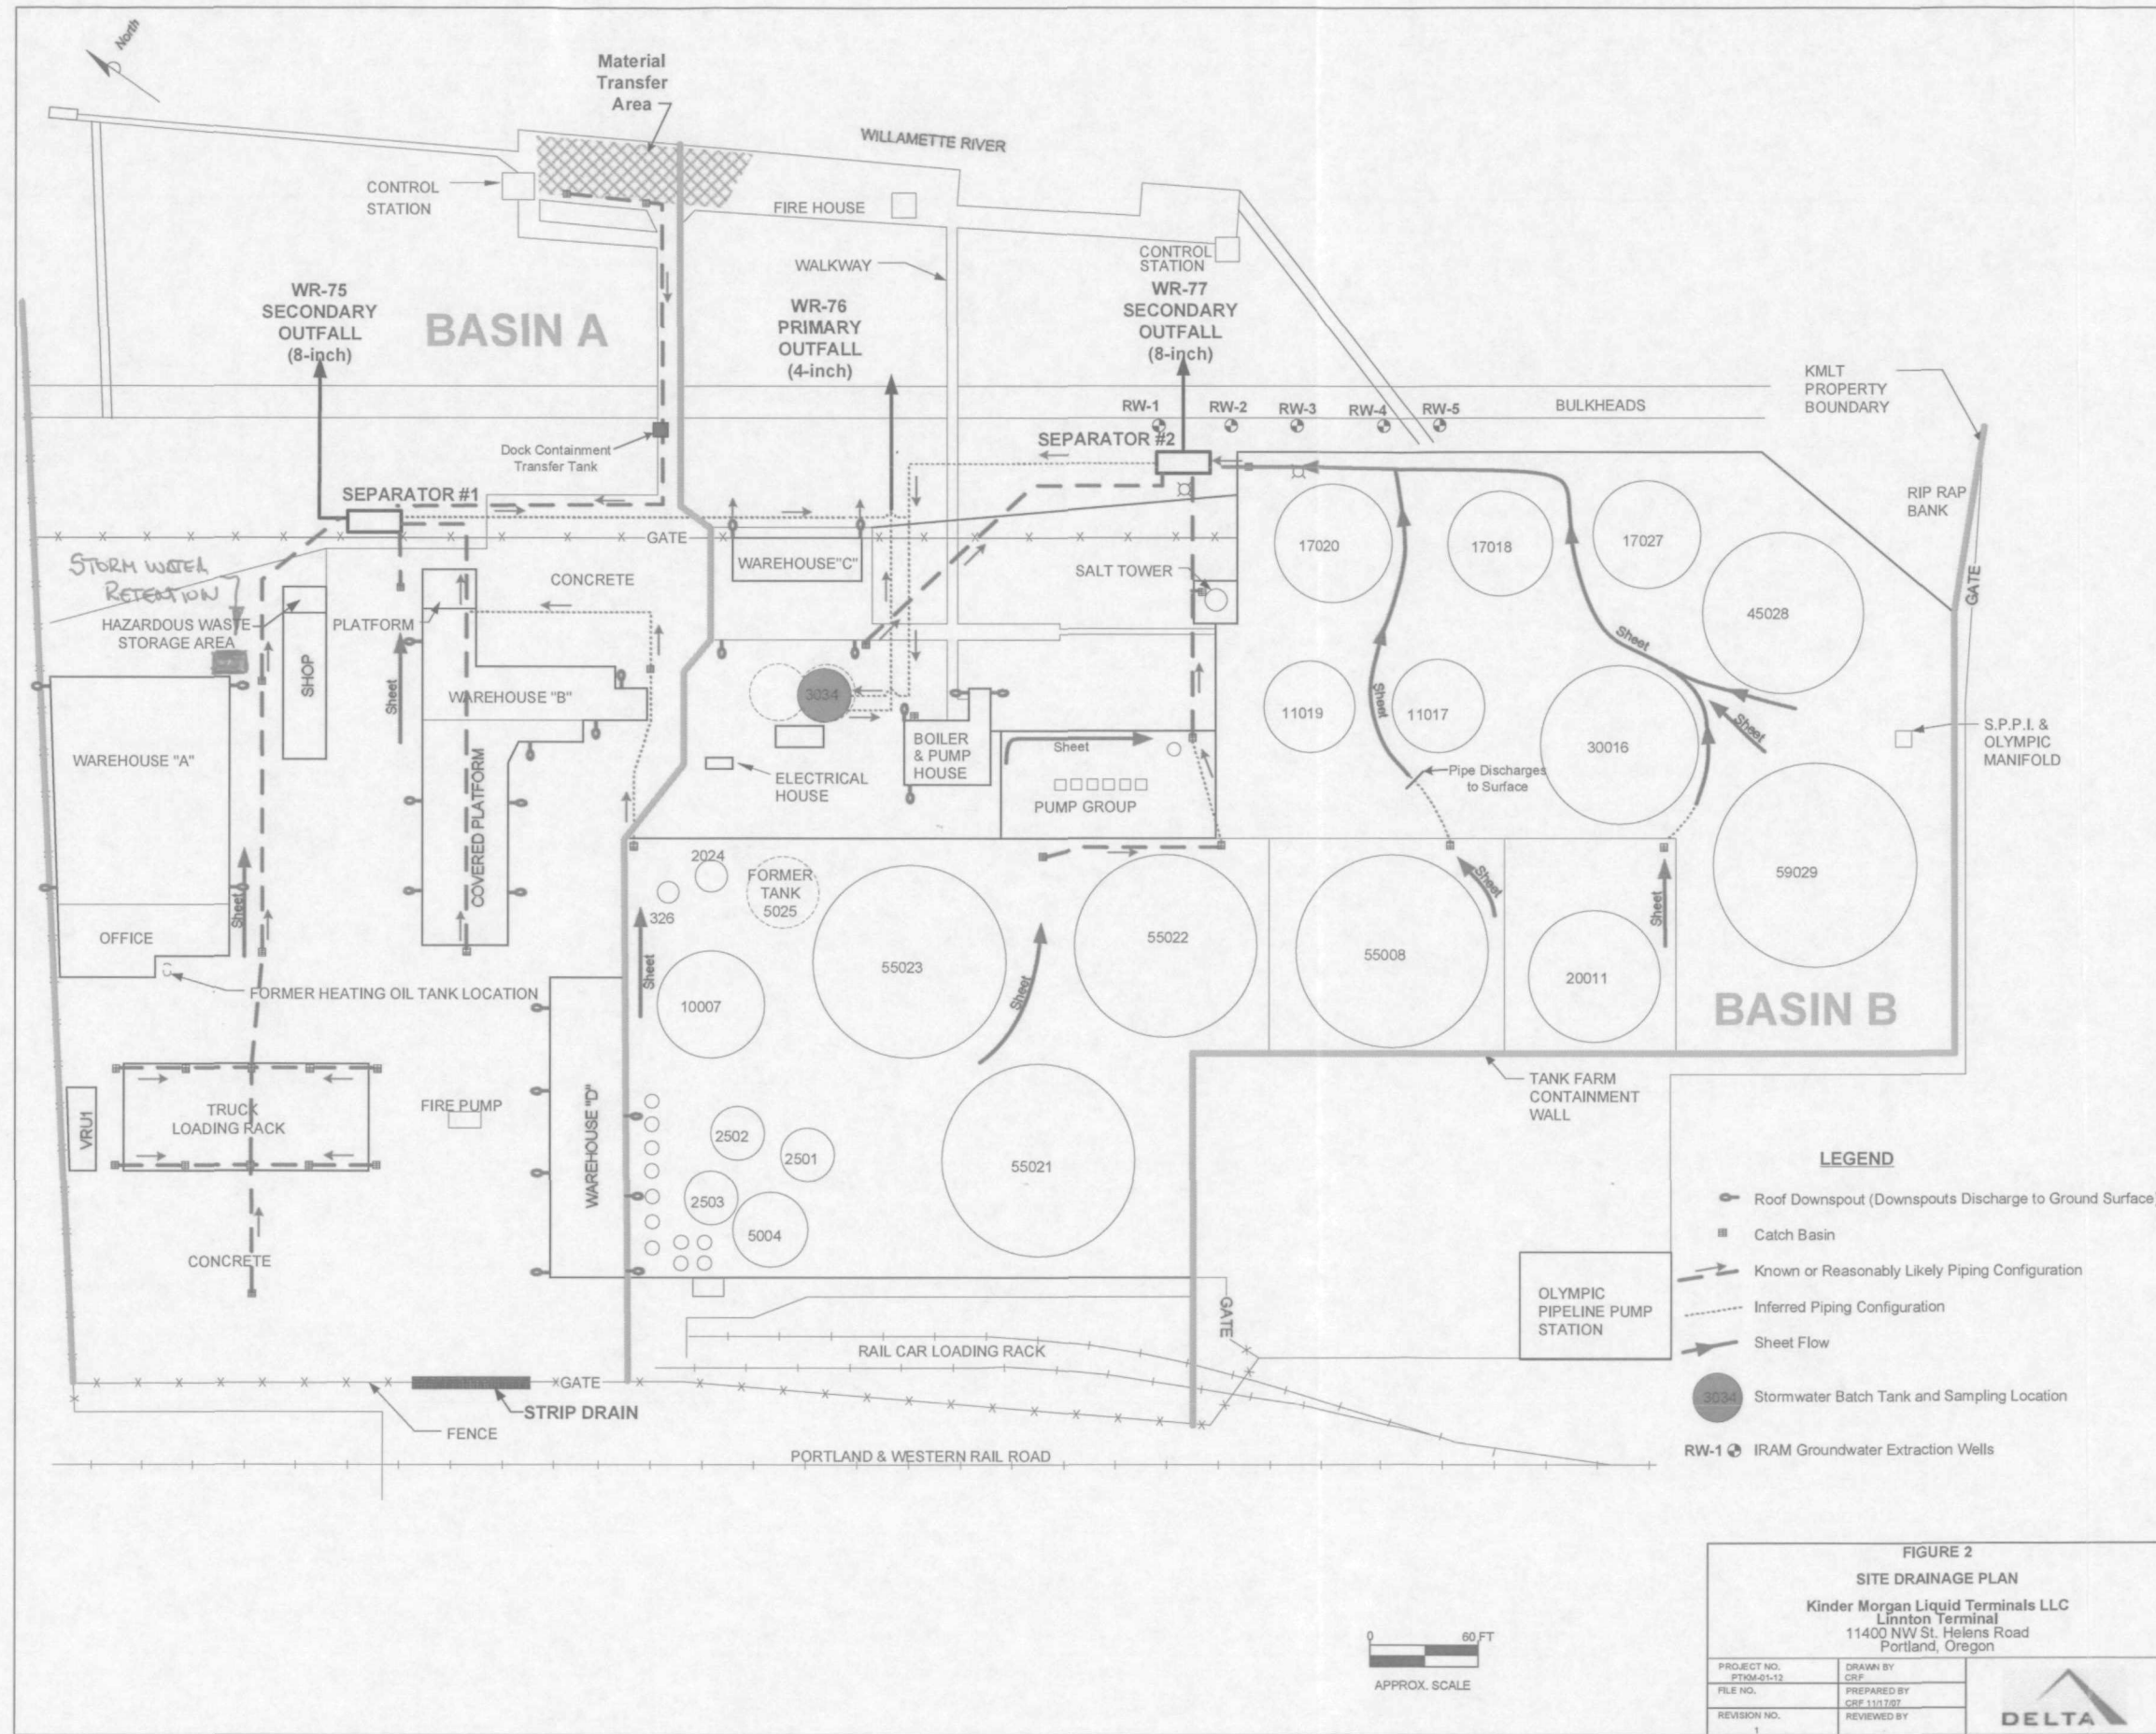 North
Material
Transfer
Area
WILLAMETTE RIVER
CONTROL
STATION
FIRE HOUSE
WALKWAY
CONTROL
STATION
WR-75
SECONDARY
OUTFALL
(8-inch)
BASIN A
WR-76
PRIMARY
OUTFALL
(4-inch)
WR-77
SECONDARY
OUTFALL
(8-inch)
KMLT
PROPERTY
BOUNDARY
RW-1
RW-2
RW-3
RW-4
RW-5
BULKHEADS
Dock Containment
Transfer Tank
SEPARATOR #2
SEPARATOR #1
RIP RAP
BANK
GATE
WAREHOUSE"C"
17020
17018
17027
STORM WATER
RETENTION
CONCRETE
SALT TOWER
GATE
45028
HAZARDOUS WASTE
STORAGE AREA
PLATFORM
Sheet
SHOP
Sheet
WAREHOUSE "B"
3034
Sheet
11019
11017
30016
Sheet
S.P.P.I. &
OLYMPIC
MANIFOLD
WAREHOUSE "A"
BOILER
& PUMP
HOUSE
Sheet
ELECTRICAL
HOUSE
Pipe Discharges
to Surface
PUMP GROUP
COVERED PLATFORM
2024
FORMER
TANK
5025
326
59029
Sheet
Sheet
Sheet
OFFICE
55023
55022
55008
20011
Sheet
Sheet
FORMER HEATING OIL TANK LOCATION
10007
BASIN B
TANK FARM
CONTAINMENT
WALL
VRU1
TRUCK
LOADING RACK
FIRE PUMP
WAREHOUSE "D"
2502
2501
55021
2503
5004
CONCRETE
LEGEND
Roof Downspout (Downspouts Discharge to Ground Surface
Catch Basin
Known or Reasonably Likely Piping Configuration
Inferred Piping Configuration
Sheet Flow
3034
Stormwater Batch Tank and Sampling Location
RW-1 IRAM Groundwater Extraction Wells
OLYMPIC
PIPELINE PUMP
STATION
GATE
RAIL CAR LOADING RACK
GATE
STRIP DRAIN
FENCE
PORTLAND & WESTERN RAIL ROAD
0 60 FT
APPROX. SCALE
FIGURE 2
SITE DRAINAGE PLAN
Kinder Morgan Liquid Terminals LLC
Linnton Terminal
11400 NW St. Helens Road
Portland, Oregon
PROJECT NO.
PTKM-01-12
DRAWN BY
CRF
FILE NO.
PREPARED BY
CRF 11/17/07
REVISION NO.
1
REVIEWED BY
DELTA